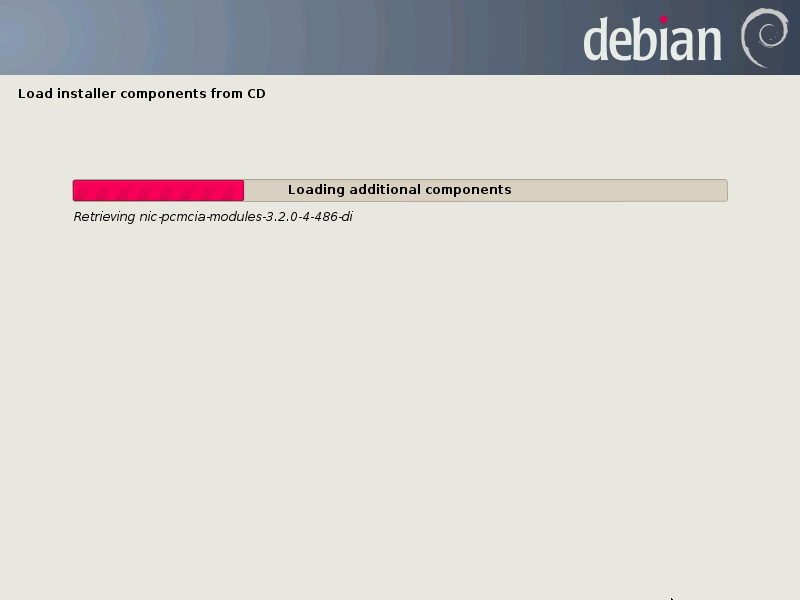 debian
Load installer components from CD
Loading additional components
Retrieving nic-pcmcia-modules-3.2.0-4-486-di